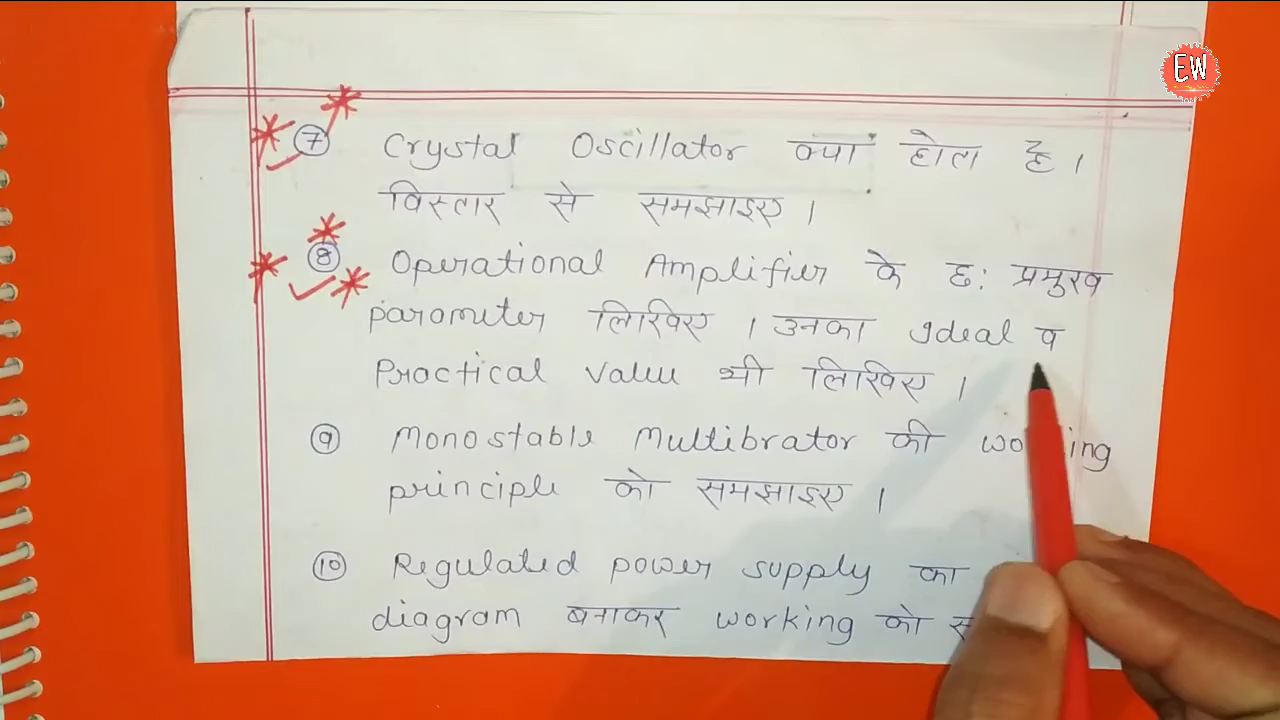 EW
⑦ Crystal Oscillator क्या होता है ।
विस्तार से समझाइए ।
⑧ Operational Amplifier के छः प्रमुख
parameter लिखिए । उनका Ideal व
Practical Value भी लिखिए ।
⑨ Monostable Multibrator की
principle को समझाइए ।
⑩ Regulated power supply का
diagram बनाकर working को